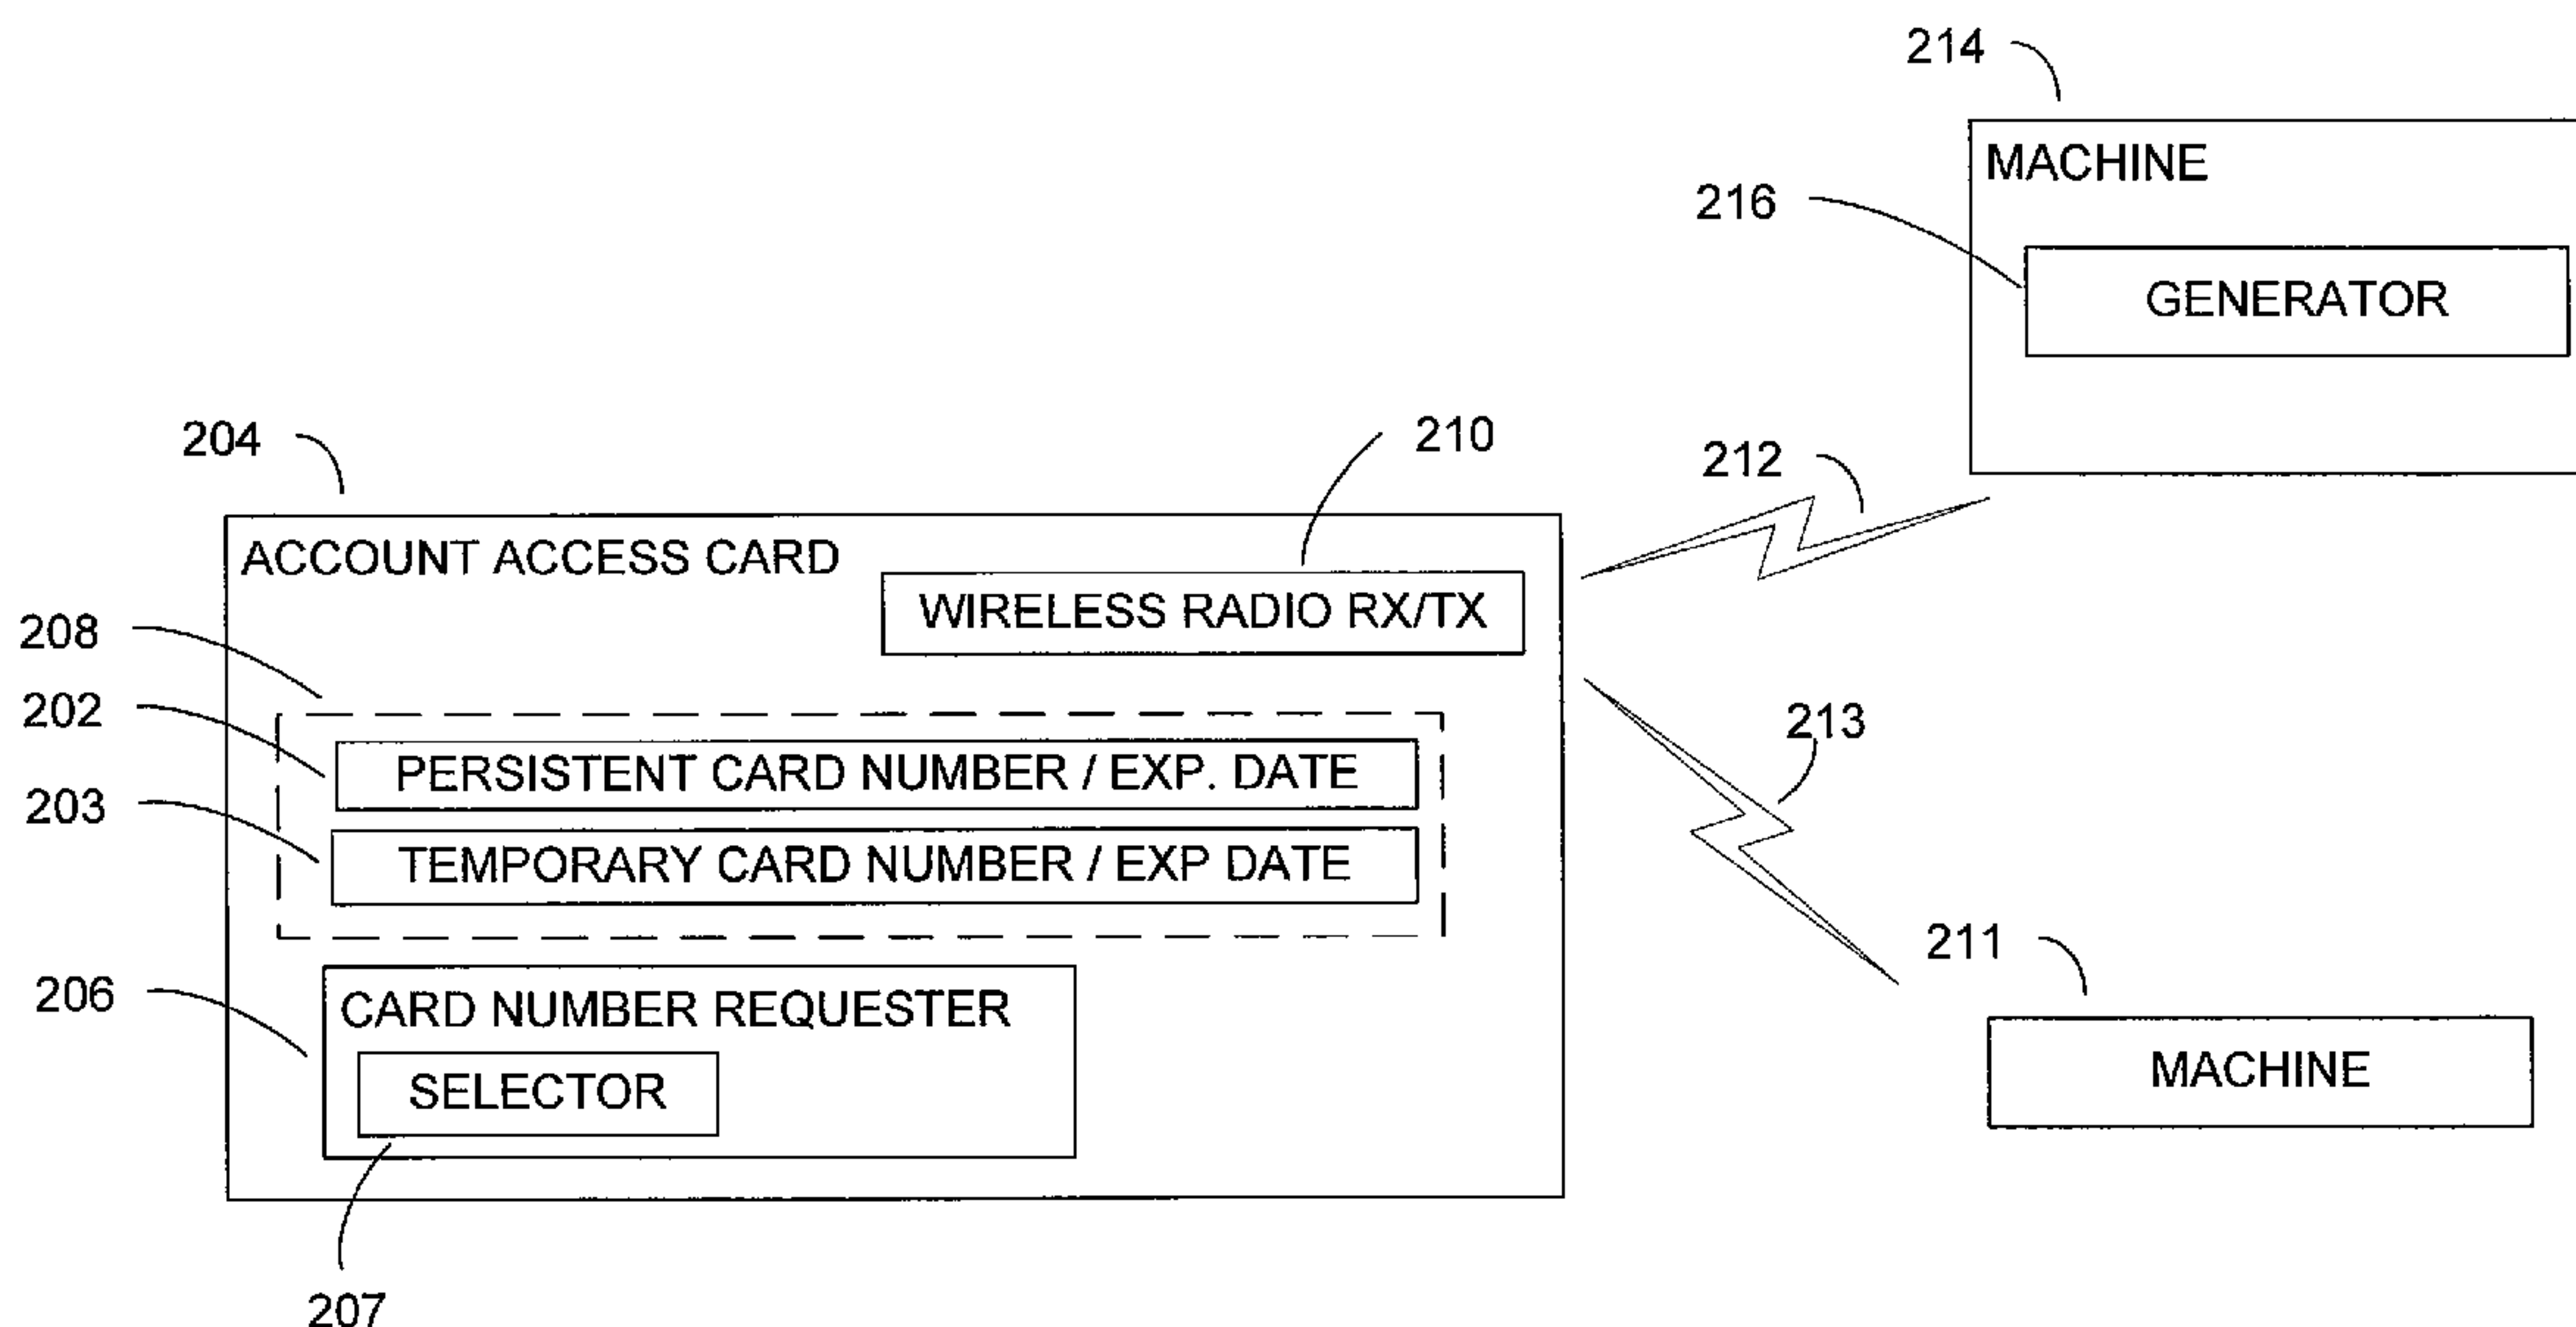 214
MACHINE
216
GENERATOR
204
210
212
ACCOUNT ACCESS CARD
WIRELESS RADIO RX/TX
208
202
PERSISTENT CARD NUMBER / EXP. DATE
213
203
TEMPORARY CARD NUMBER / EXP DATE
211
206
CARD NUMBER REQUESTER
MACHINE
SELECTOR
207